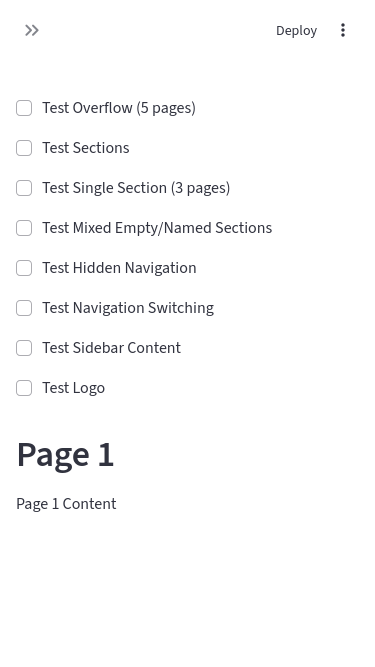 Deploy
Test Overflow (5 pages)
Test Sections
Test Single Section (3 pages)
Test Mixed Empty/Named Sections
Test Hidden Navigation
Test Navigation Switching
Test Sidebar Content
Test Logo
Page 1
Page 1 Content